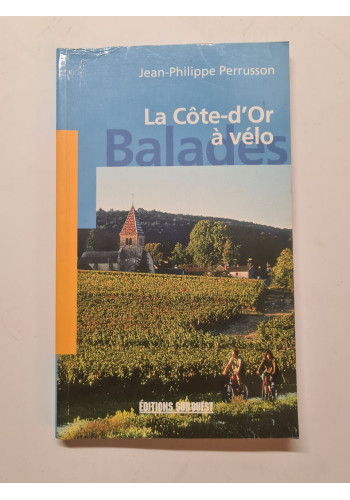 Jean-Philippe Perrusson
La Côte-d'Or
à vélo
Balades
ÉDITIONS SUD OUEST